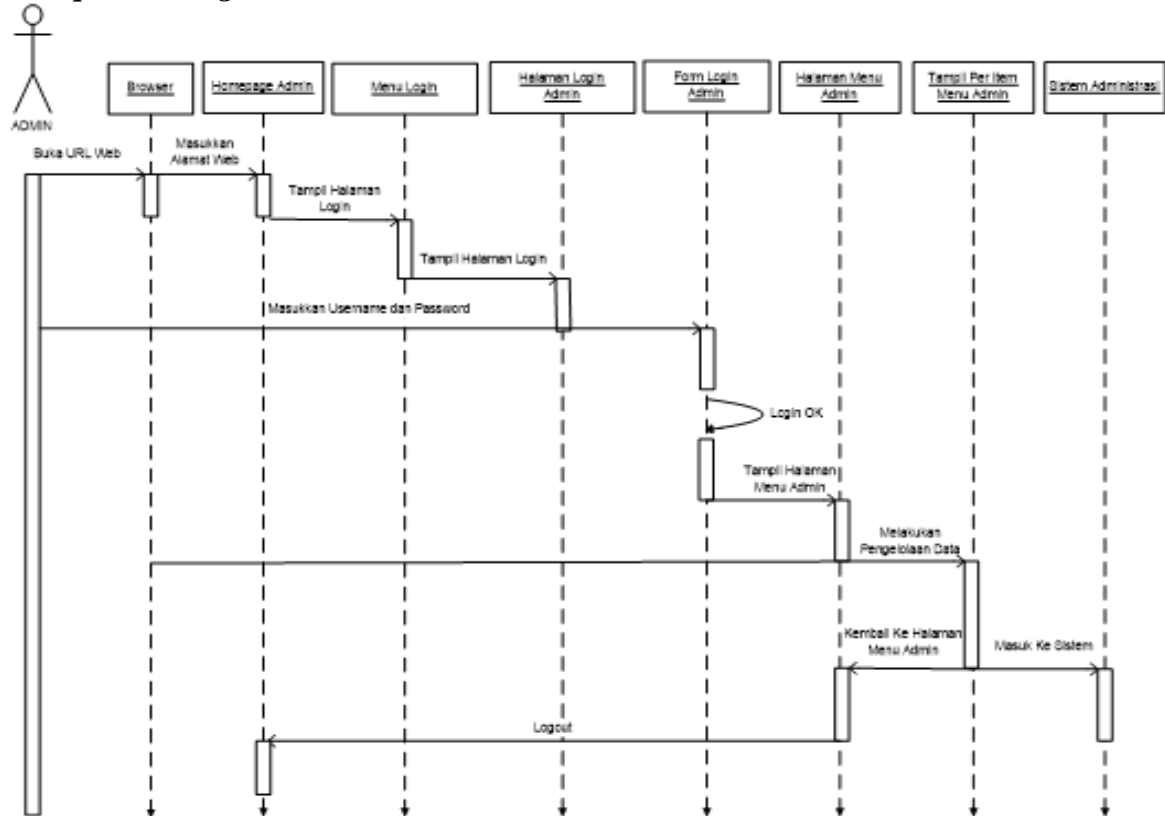 ADMIN
Browser
Homepage Admin
Menu Login
Halaman Login
Admin
Form Login
Admin
Halaman Menu
Admin
Tampil Per Item
Menu Admin
Sistem Administrasi
Buka URL Web
Masukkan
Alamat Web
Tampil Halaman
Login
Tampil Halaman Login
Masukkan Username dan Password
Login OK
Tampil Halaman
Menu Admin
Melakukan
Pengelolaan Data
Kembali Ke Halaman
Menu Admin
Masuk Ke Sistem
Logout